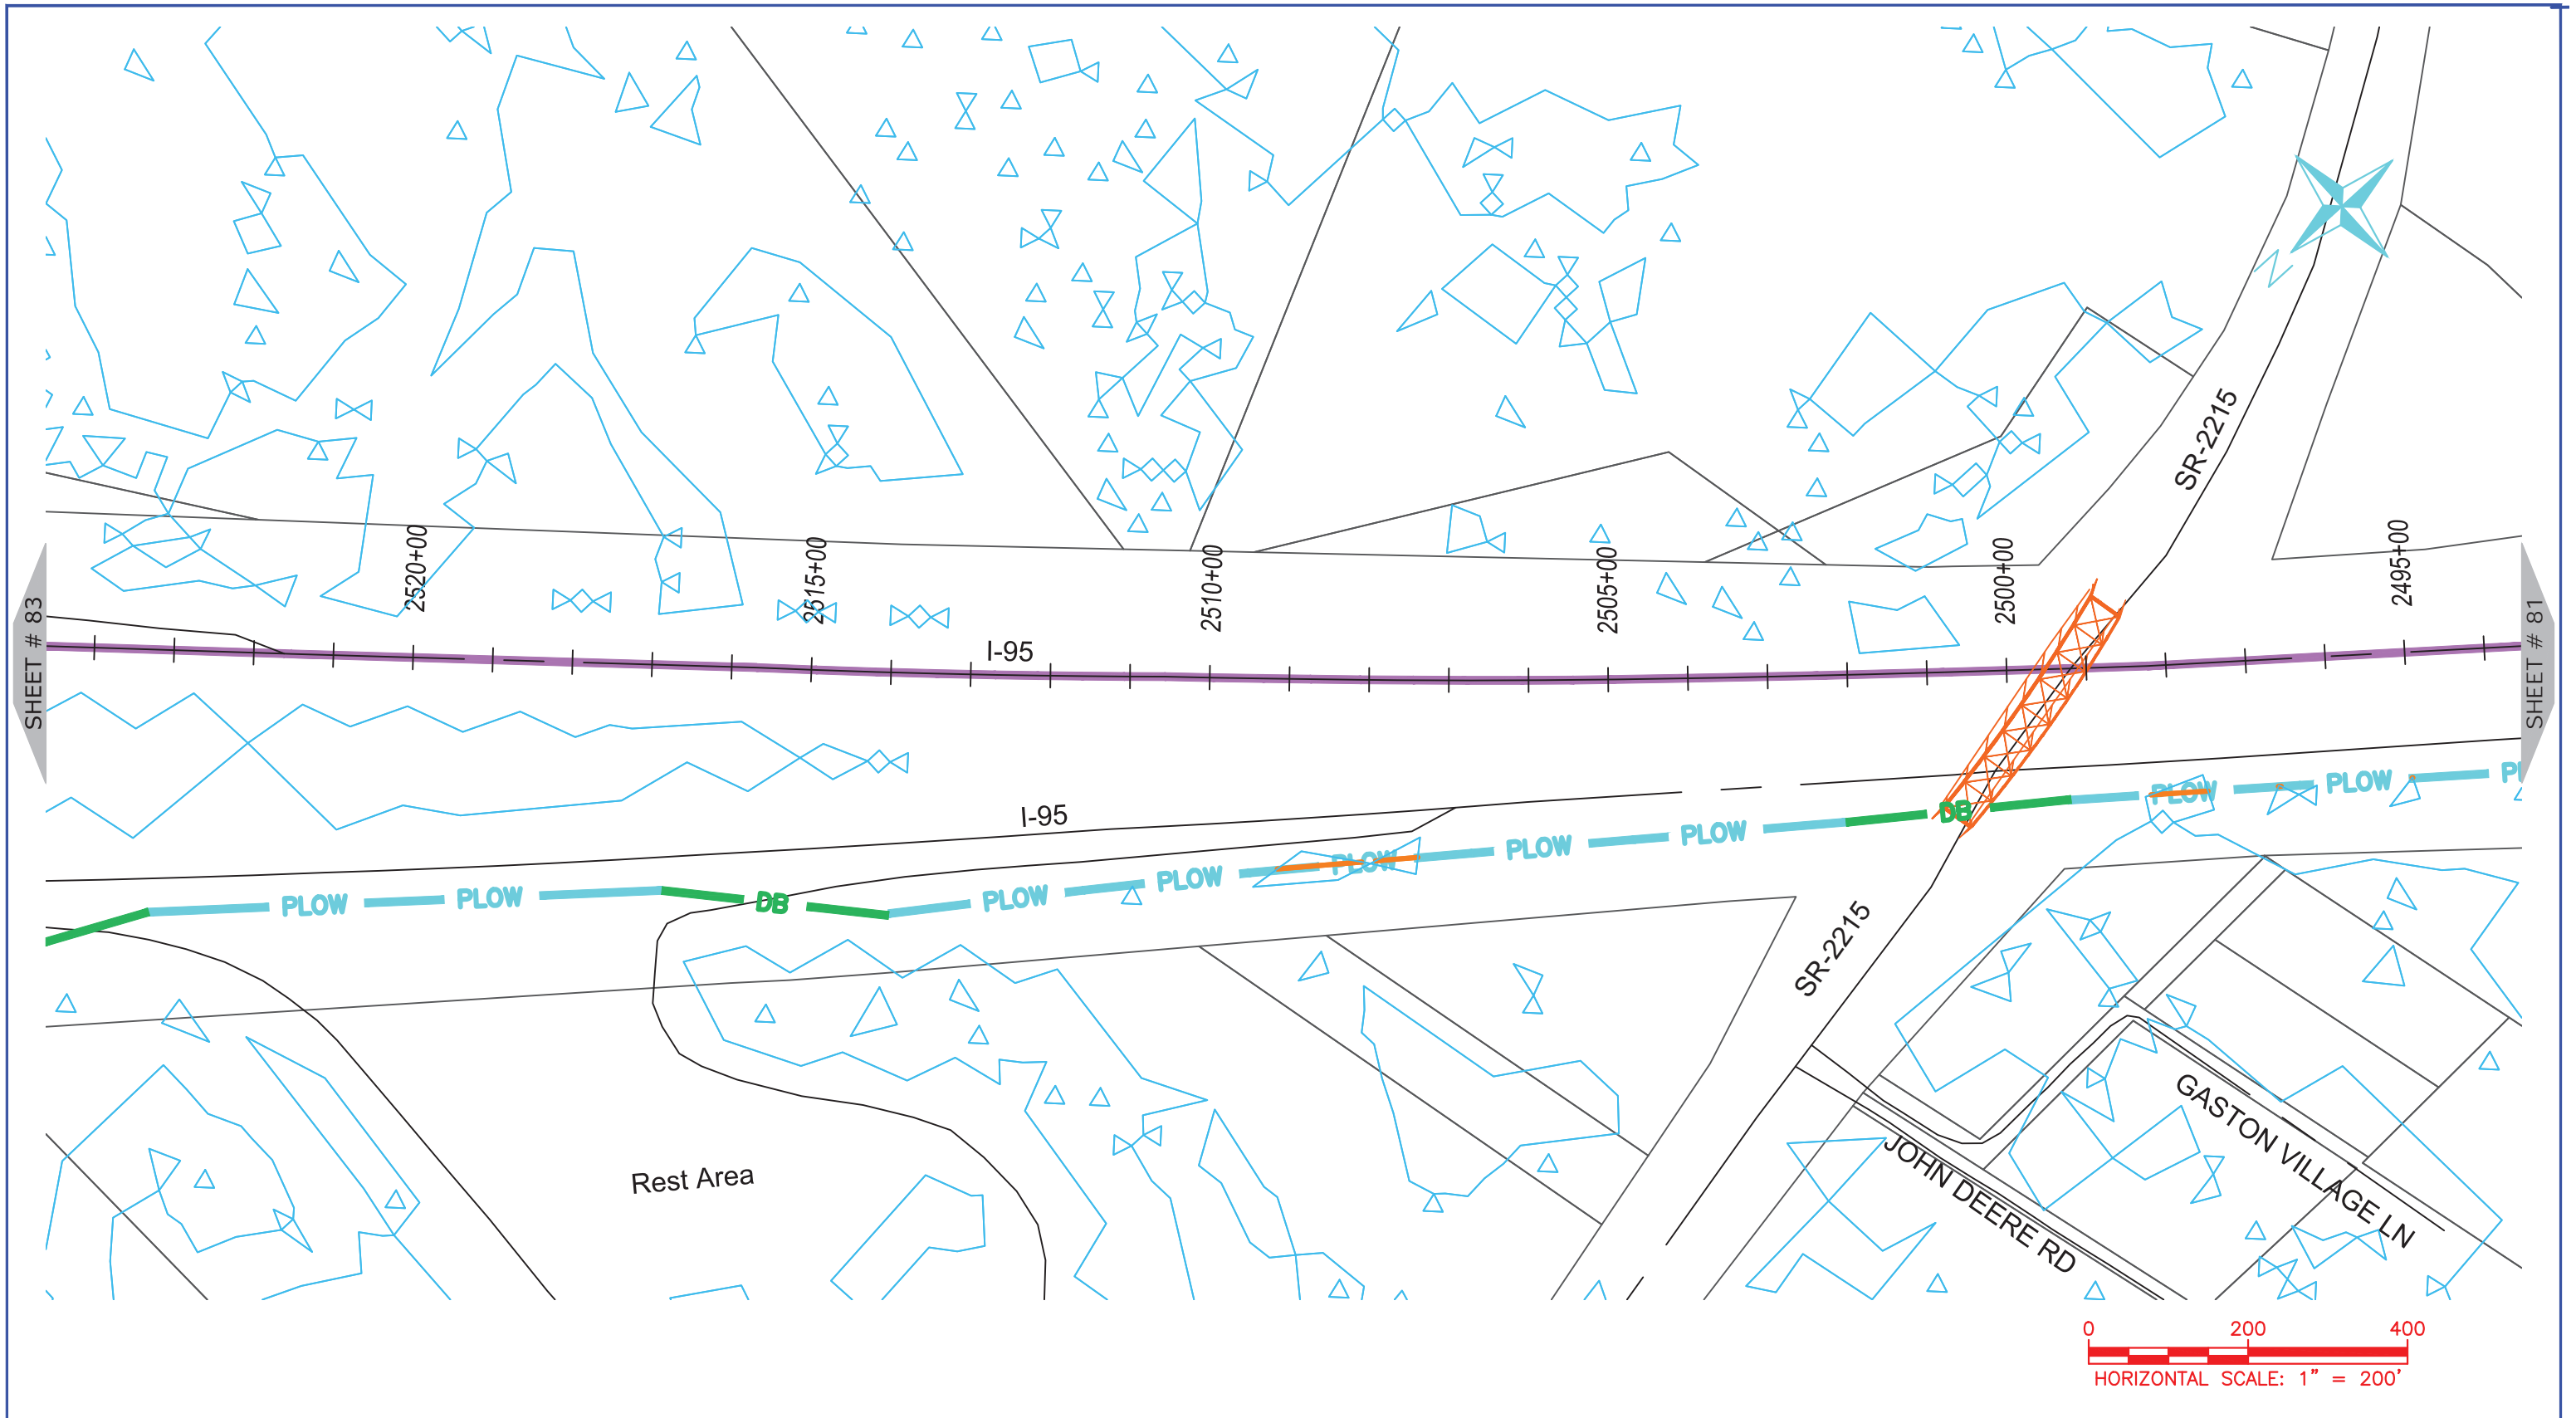 N
SR-2215
2520+00
2515+00
2510+00
2505+00
2500+00
2495+00
SHEET # 83
I-95
SHEET # 81
I-95
PLOW
PLOW
DB
PLOW
PLOW
PLOW
PLOW
PLOW
DB
PLOW
PLOW
SR-2215
Rest Area
GASTON VILLAGE LN
JOHN DEERE RD
0 200 400
HORIZONTAL SCALE: 1" = 200'